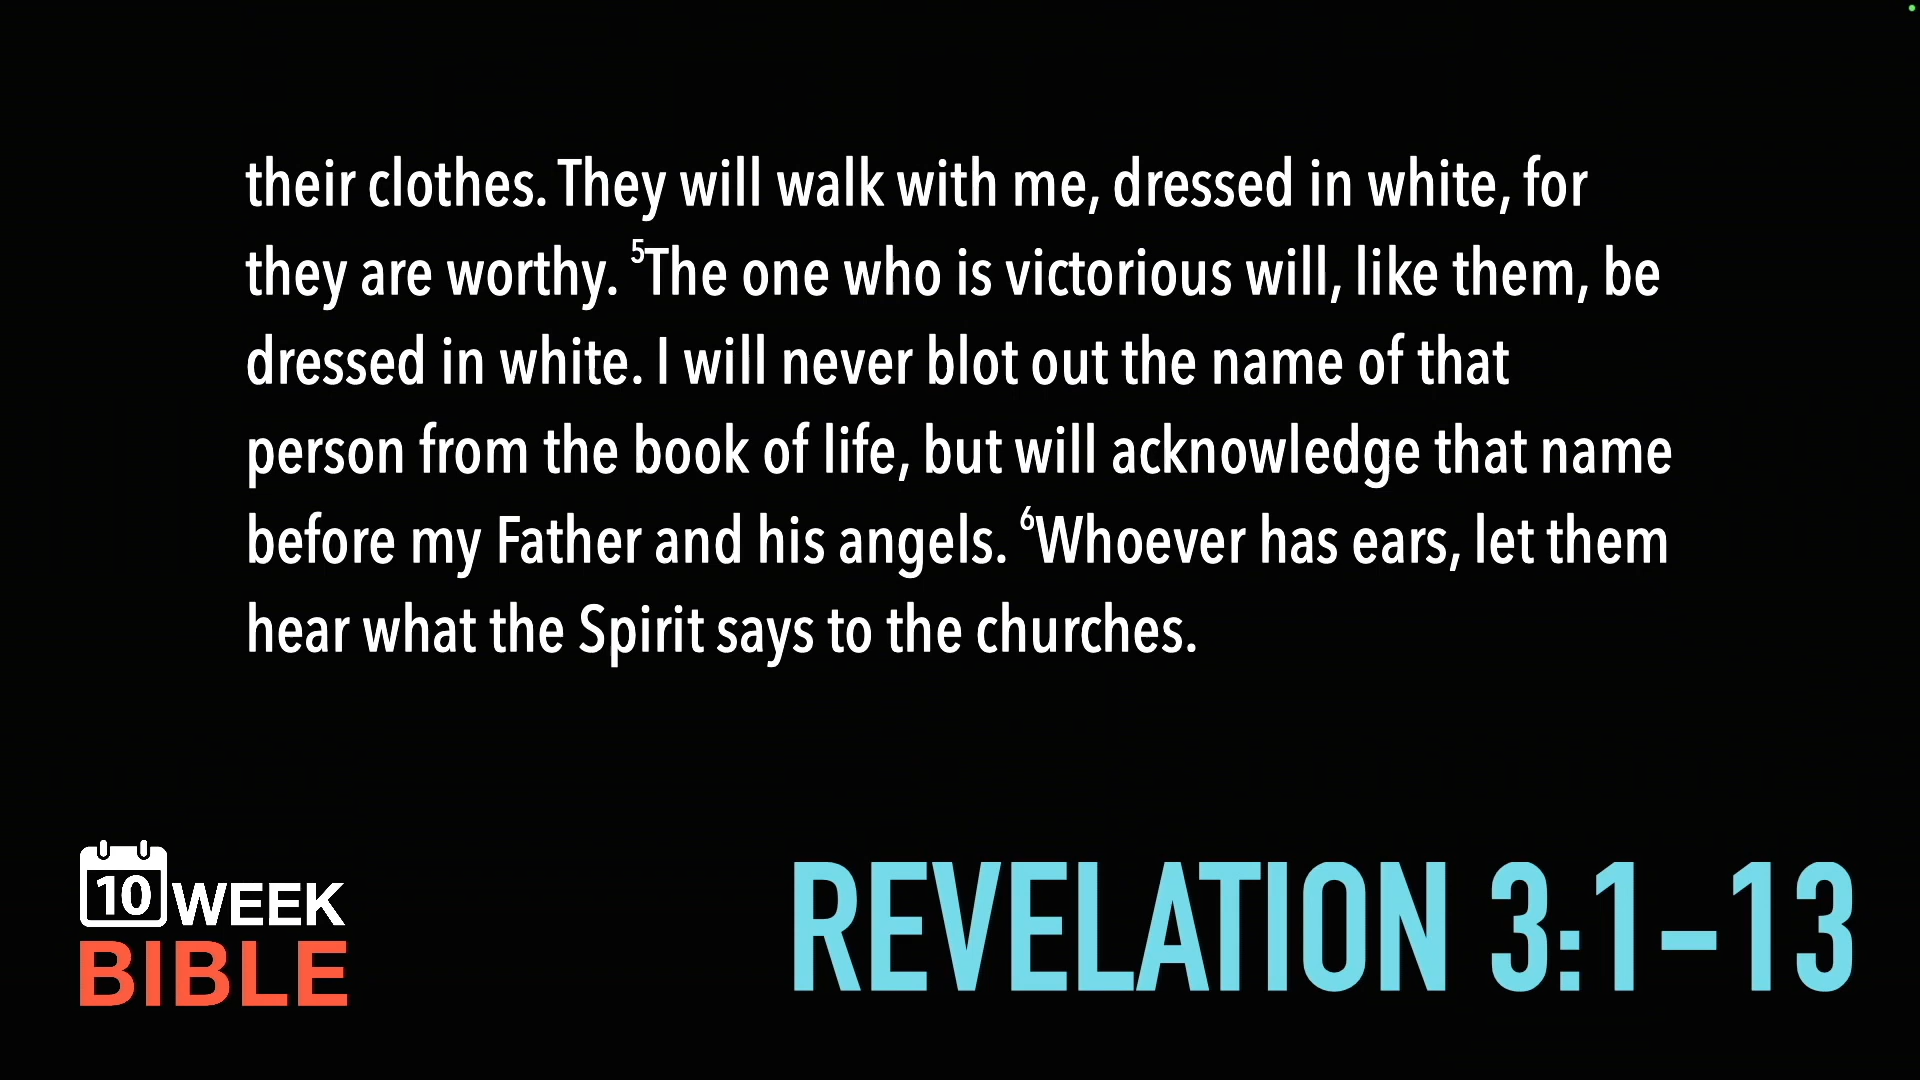 their clothes. They will walk with me, dressed in white, for
they are worthy. ⁵The one who is victorious will, like them, be
dressed in white. I will never blot out the name of that
person from the book of life, but will acknowledge that name
before my Father and his angels. ⁶Whoever has ears, let them
hear what the Spirit says to the churches.
10 WEEK
BIBLE
REVELATION 3:1–13